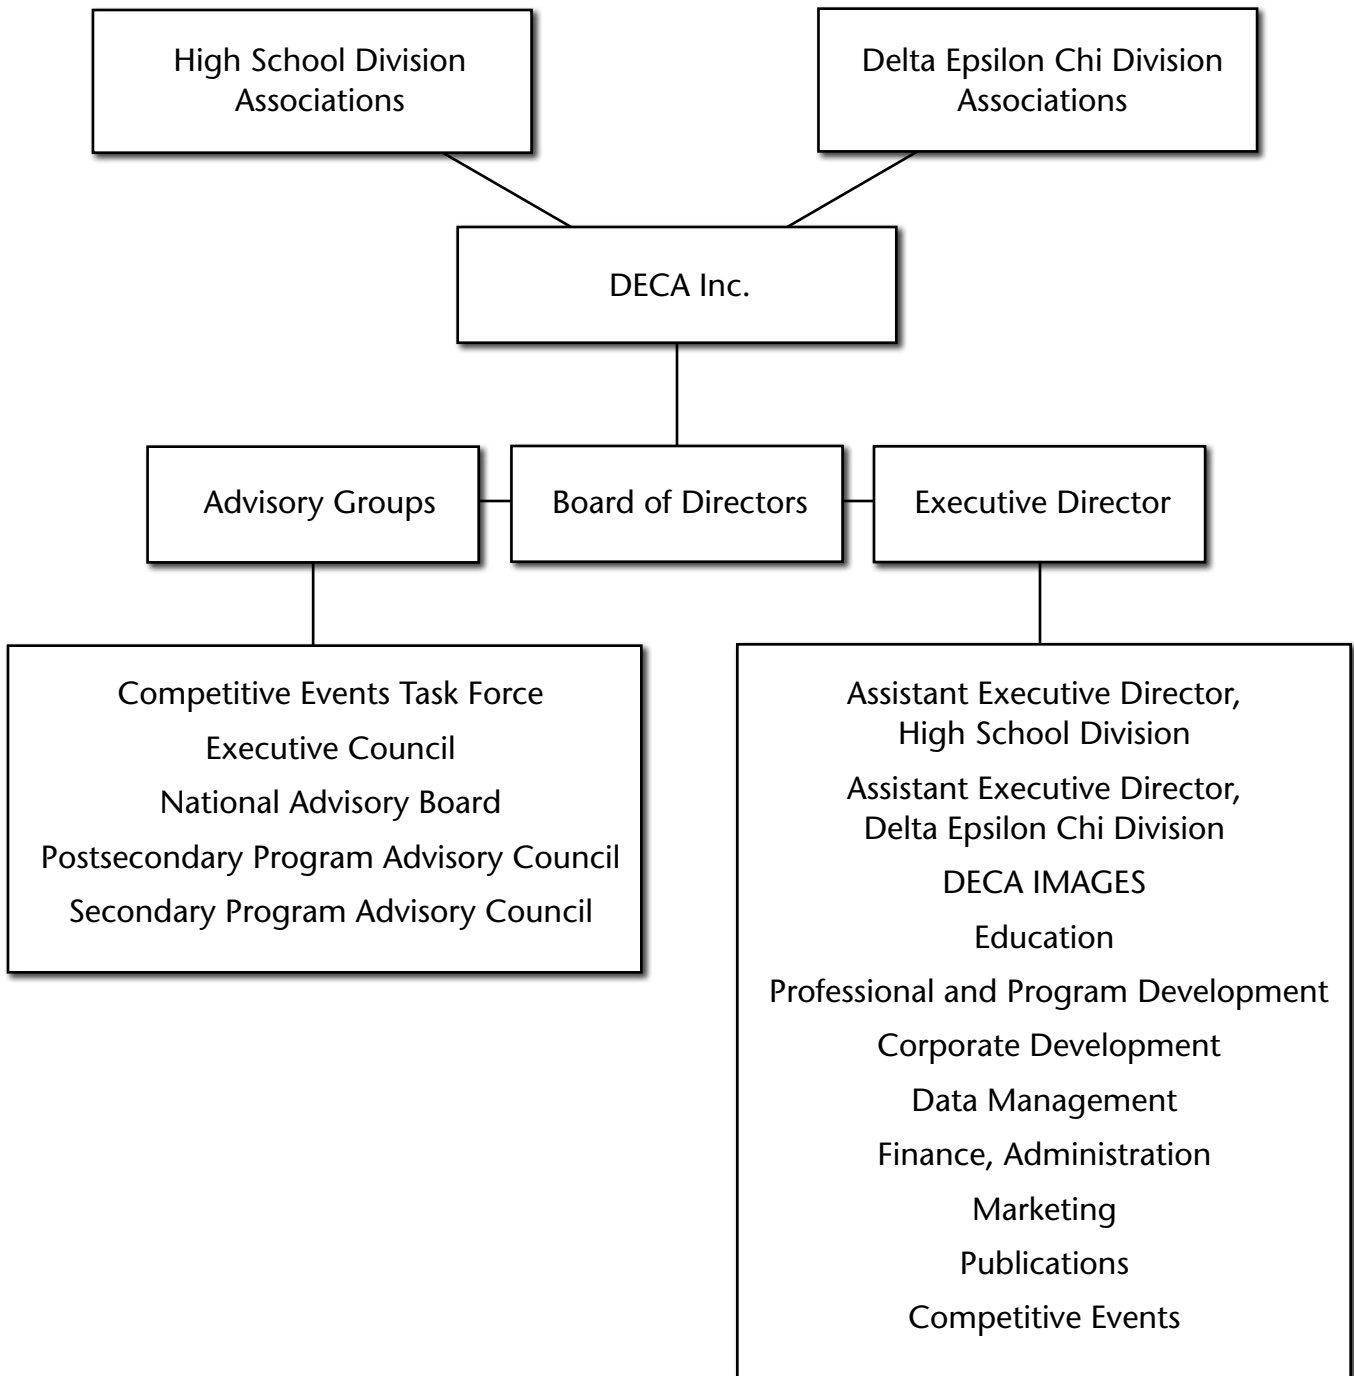 High School Division
Associations
Delta Epsilon Chi Division
Associations
DECA Inc.
Advisory Groups
Board of Directors
Executive Director
Competitive Events Task Force
Executive Council
National Advisory Board
Postsecondary Program Advisory Council
Secondary Program Advisory Council
Assistant Executive Director,
High School Division
Assistant Executive Director,
Delta Epsilon Chi Division
DECA IMAGES
Education
Professional and Program Development
Corporate Development
Data Management
Finance, Administration
Marketing
Publications
Competitive Events